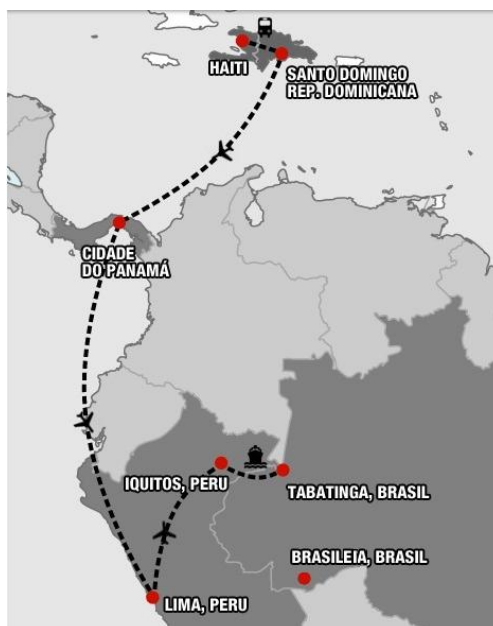 HAITI
SANTO DOMINGO
REP. DOMINICANA
CIDADE
DO PANAMÁ
IQUITOS, PERU
TABATINGA, BRASIL
BRASILEIA, BRASIL
LIMA, PERU